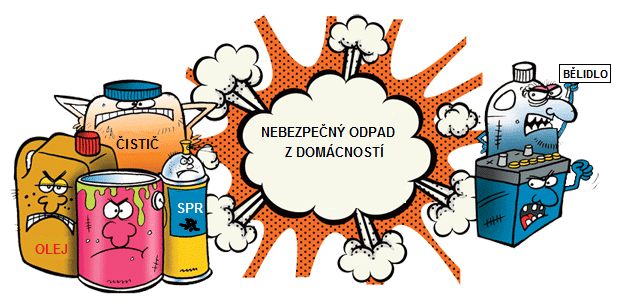 ČISTIČ
OLEJ
SPR
NEBEZPEČNÝ ODPAD
Z DOMÁCNOSTÍ
BĚLIDLO